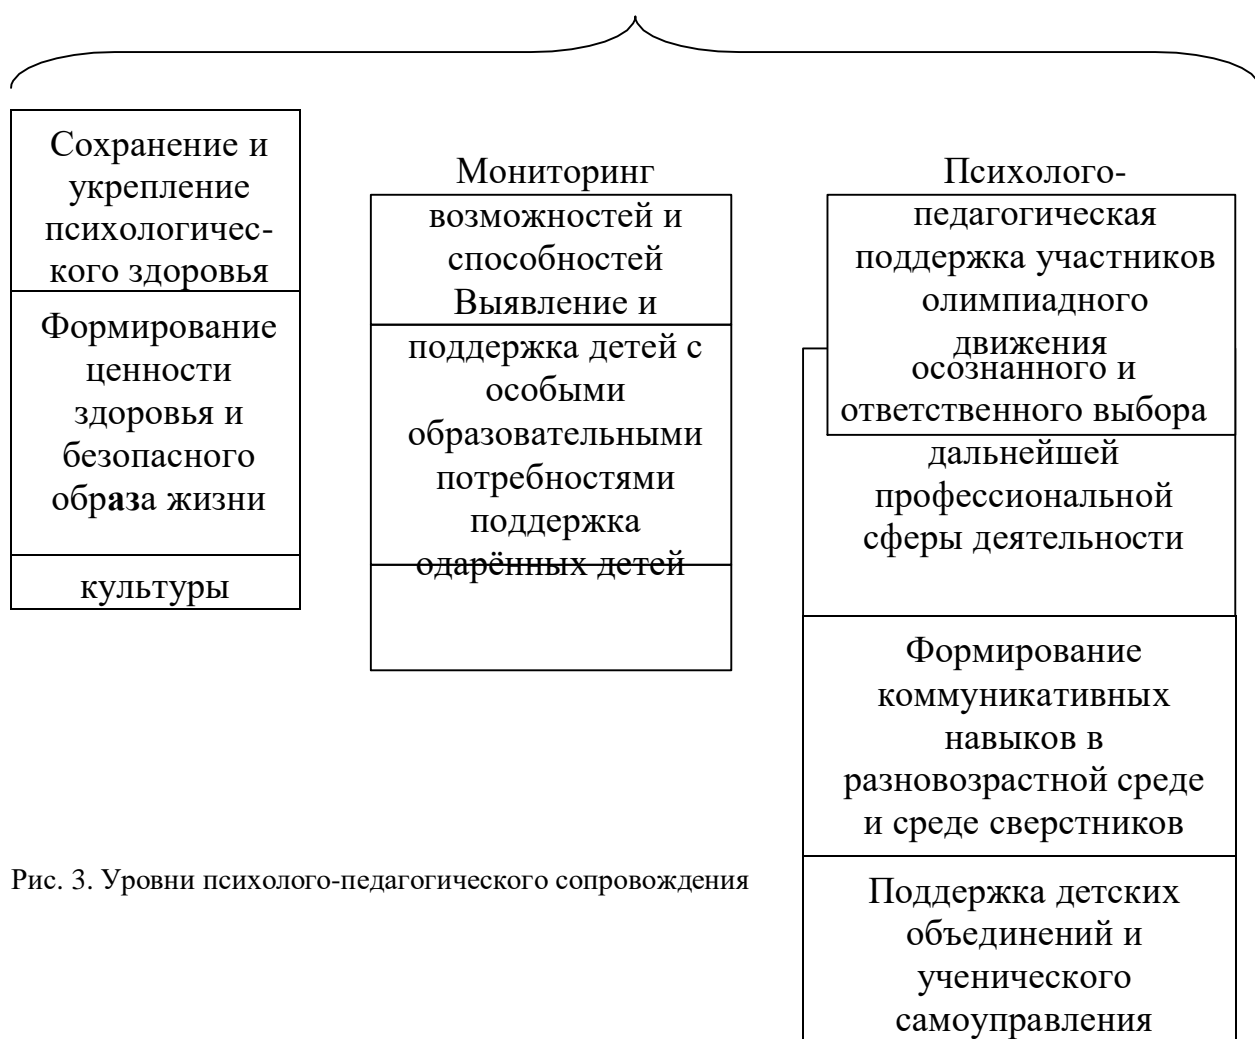 Сохранение и
укрепление
психологичес-
кого здоровья
Формирование
ценности
здоровья и
безопасного
образа жизни
культуры
Мониторинг
возможностей и
способностей
Выявление и
поддержка детей с
особыми
образовательными
потребностями
поддержка
одарённых детей
Психолого-
педагогическая
поддержка участников
олимпиадного
движения
осознанного и
ответственного выбора
дальнейшей
профессиональной
сферы деятельности
Формирование
коммуникативных
навыков в
разновозрастной среде
и среде сверстников
Поддержка детских
объединений и
ученического
самоуправления
Рис. 3. Уровни психолого-педагогического сопровождения